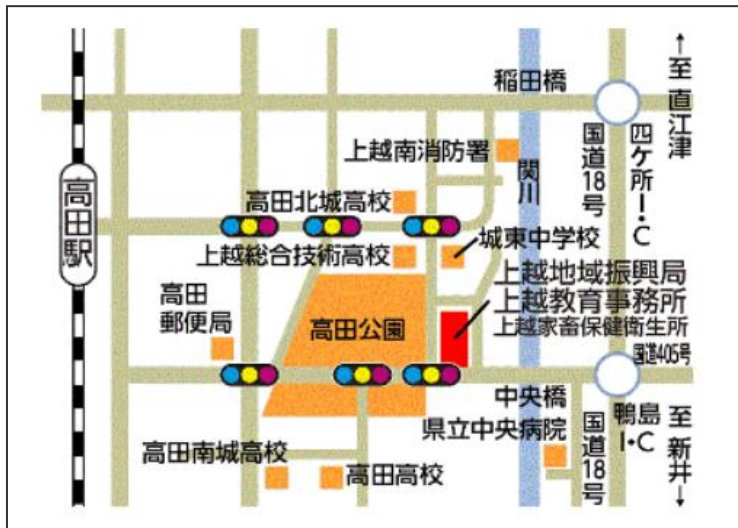 稲田橋
↑至 直江津
国道18号
四ケ所I・C
関川
上越南消防署
高田北城高校
高田駅
上越総合技術高校
城東中学校
上越地域振興局
上越教育事務所
上越家畜保健衛生所
高田
郵便局
高田公園
国道405号
中央橋
県立中央病院
国道18号
鴨島I・C
至 新井↓
高田南城高校
高田高校